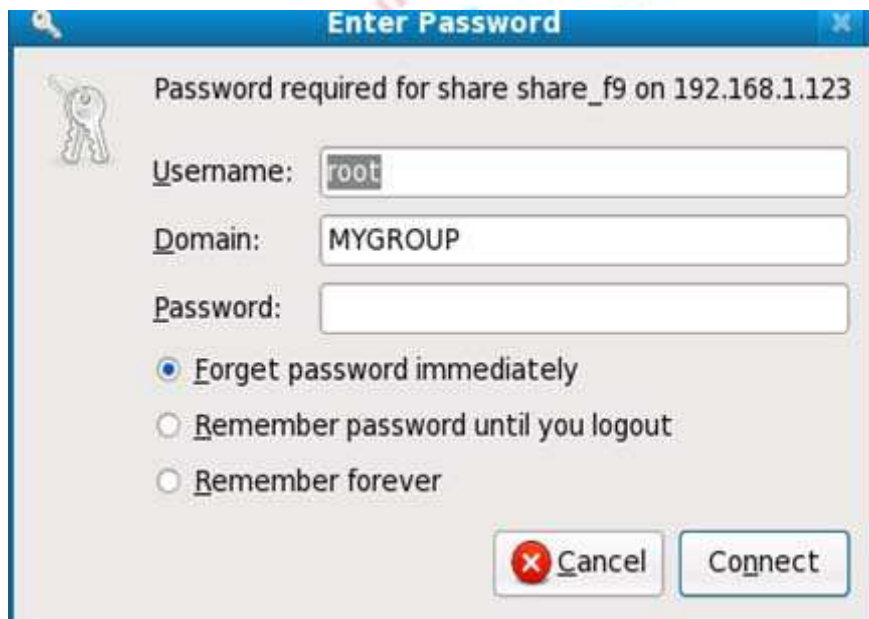 Enter Password
Password required for share share_f9 on 192.168.1.123
Username: root
Domain: MYGROUP
Password:
Forget password immediately
Remember password until you logout
Remember forever
Cancel Connect